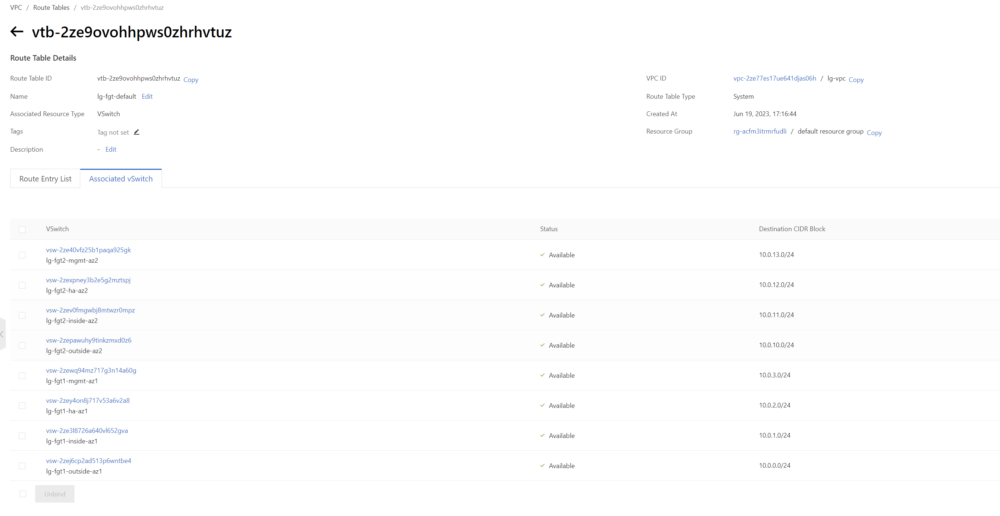 VPC / Route Tables / vtb-2ze9ovohhpws0zhrhvtuz
vtb-2ze9ovohhpws0zhrhvtuz
Route Table Details
Route Table ID vtb-2ze9ovohhpws0zhrhvtuz Copy VPC ID vpc-2ze77es17ue641djas06h / lg-vpc Copy
Name lg-fgt-default Edit Route Table Type System
Associated Resource Type VSwitch Created At Jun 19, 2023, 17:16:44
Tags Tag not set Resource Group rg-acfm3itrmrfudli / default resource group Copy
Description - Edit
Route Entry List Associated vSwitch
VSwitch Status Destination CIDR Block
vsw-2ze40vfz25b1paqa925gk
lg-fgt2-mgmt-az2 Available 10.0.13.0/24
vsw-2zexpney3b2e5g2mztspj
lg-fgt2-ha-az2 Available 10.0.12.0/24
vsw-2zev0fmgwbj8mtwzr0mpz
lg-fgt2-inside-az2 Available 10.0.11.0/24
vsw-2zepawuhy9tinkzmxd0z6
lg-fgt2-outside-az2 Available 10.0.10.0/24
vsw-2zewq94mz717g3n14a60g
lg-fgt1-mgmt-az1 Available 10.0.3.0/24
vsw-2zey4on8j717v53a6v2a8
lg-fgt1-ha-az1 Available 10.0.2.0/24
vsw-2ze3l8726a640vl652gva
lg-fgt1-inside-az1 Available 10.0.1.0/24
vsw-2zej6cp2ad513p6wntbe4
lg-fgt1-outside-az1 Available 10.0.0.0/24
Unbind